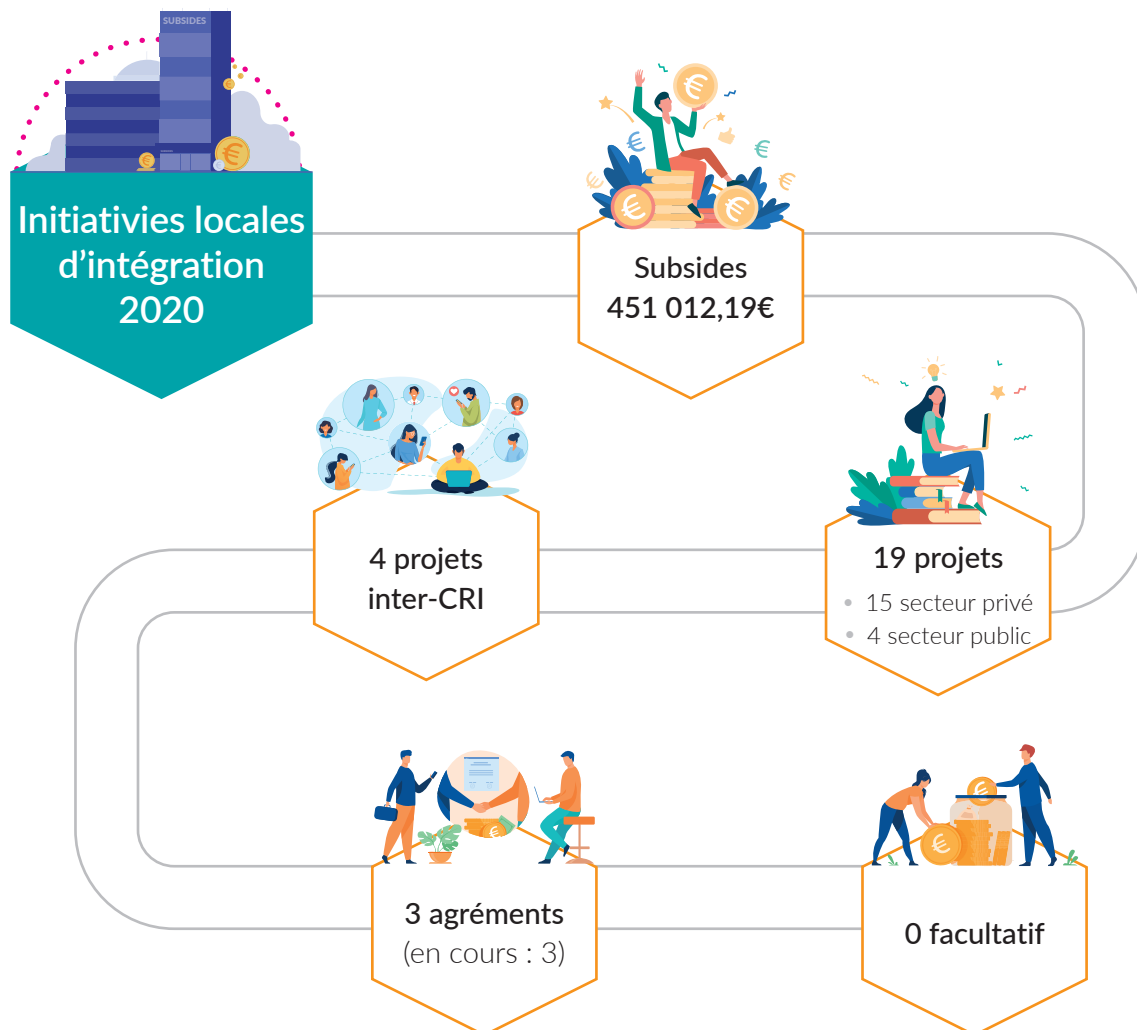 SUBSIDES
Initiativies locales
d'intégration
2020
Subsides
451 012,19€
19 projets
• 15 secteur privé
• 4 secteur public
4 projets
inter-CRI
3 agréments
(en cours : 3)
0 facultatif